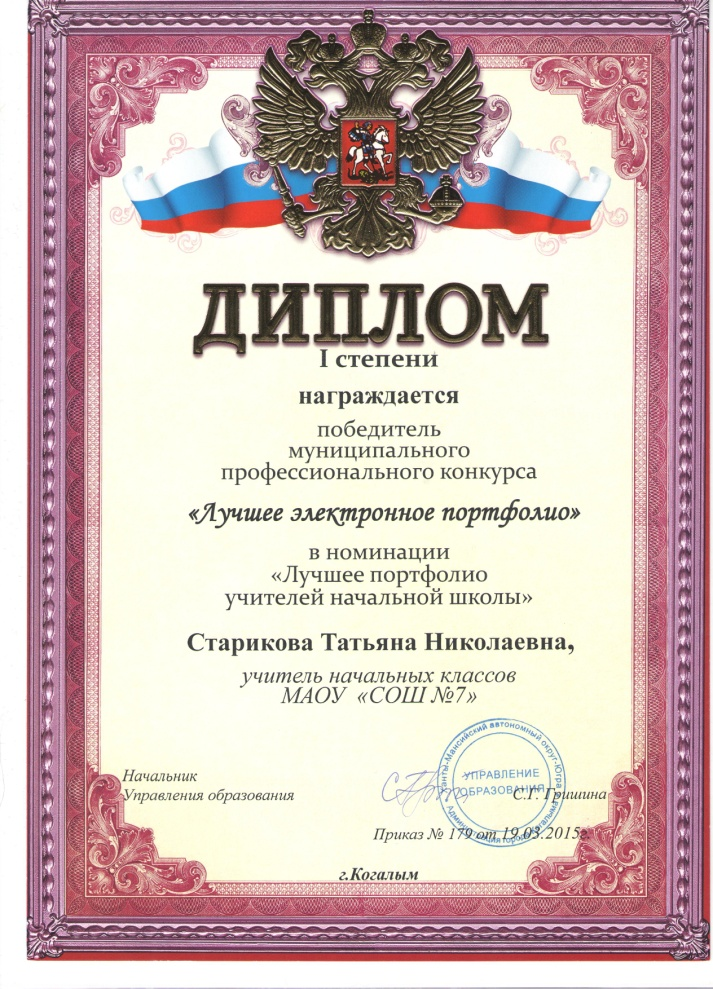 ДИПЛОМ
I степени
награждается
победитель
муниципального
профессионального конкурса
«Лучшее электронное портфолио»
в номинации
«Лучшее портфолио
учителей начальной школы»
Старикова Татьяна Николаевна,
учитель начальных классов
МАОУ «СОШ №7»
Начальник
Управления образования
С.Г. Гришина
Ханты-Мансийский автономный округ-Югра
УПРАВЛЕНИЕ
ОБРАЗОВАНИЯ
Администрация города Когалыма
Приказ № 179 от 19.03.2015г.
г.Когалым